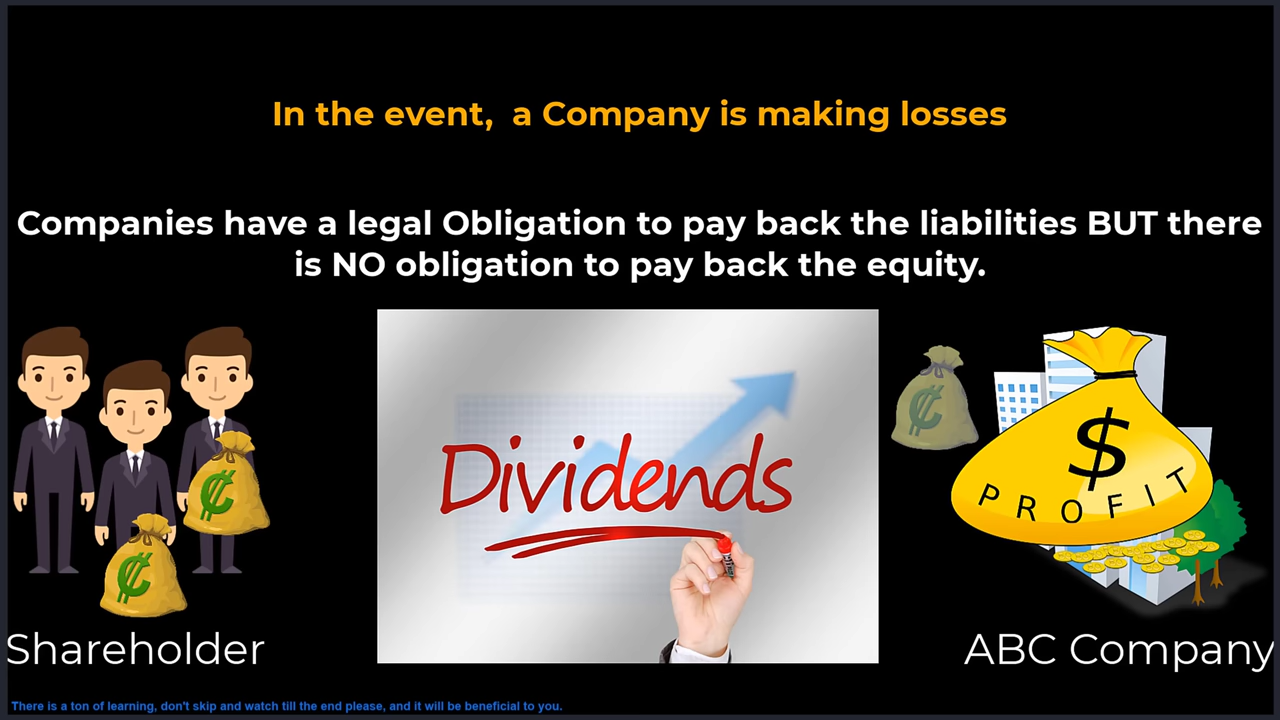 In the event,  a Company is making losses
Companies have a legal Obligation to pay back the liabilities BUT there
is NO obligation to pay back the equity.
Dividends
$
PROFIT
₵
₵
₵
Shareholder
ABC Company
There is a ton of learning, don't skip and watch till the end please, and it will be beneficial to you.